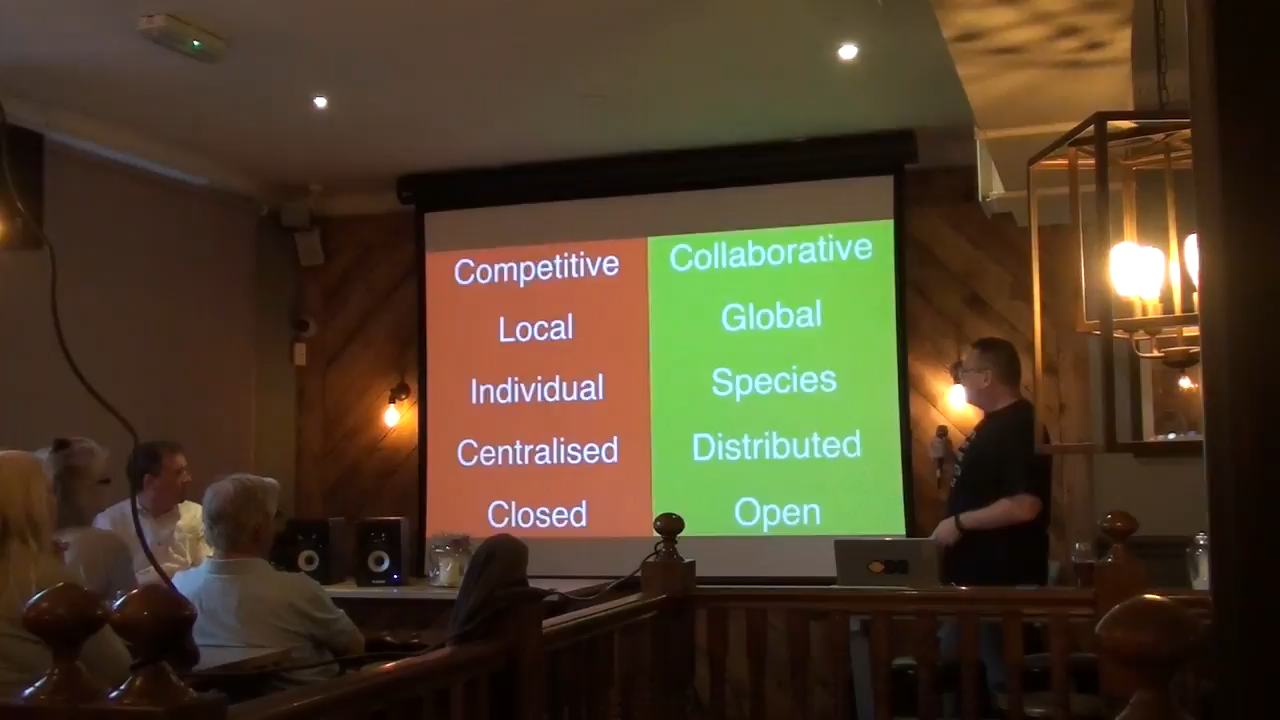 Competitive
Local
Individual
Centralised
Closed
Collaborative
Global
Species
Distributed
Open